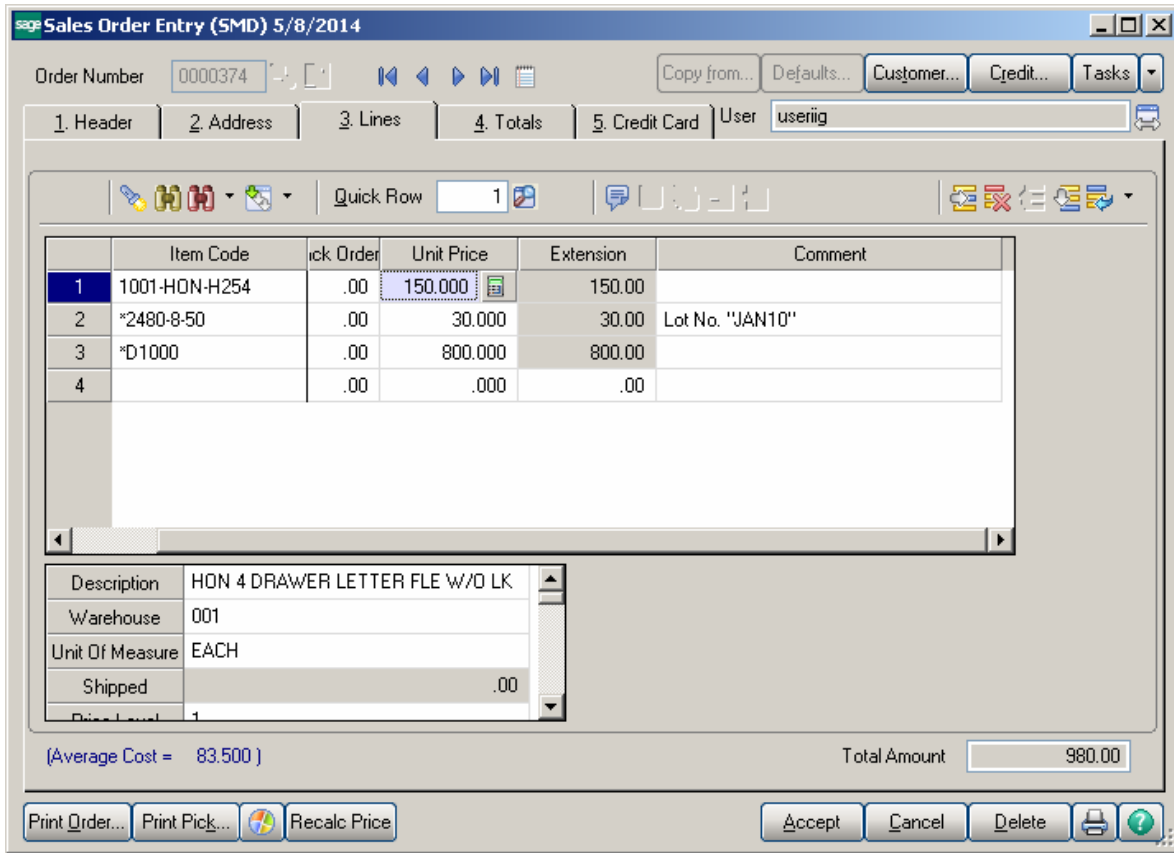 sage Sales Order Entry (SMD) 5/8/2014
Order Number 0000374 Copy from... Defaults... Customer... Credit... Tasks
1. Header 2. Address 3. Lines 4. Totals 5. Credit Card User useriig
Quick Row 1
Item Code ick Order Unit Price Extension Comment
1 1001-HON-H254 .00 150.000 150.00
2 *2480-8-50 .00 30.000 30.00 Lot No. "JAN10"
3 *D1000 .00 800.000 800.00
4 .00 .000 .00
Description HON 4 DRAWER LETTER FLE W/O LK
Warehouse 001
Unit Of Measure EACH
Shipped .00
Price Level 1
(Average Cost = 83.500 ) Total Amount 980.00
Print Order... Print Pick... Recalc Price Accept Cancel Delete